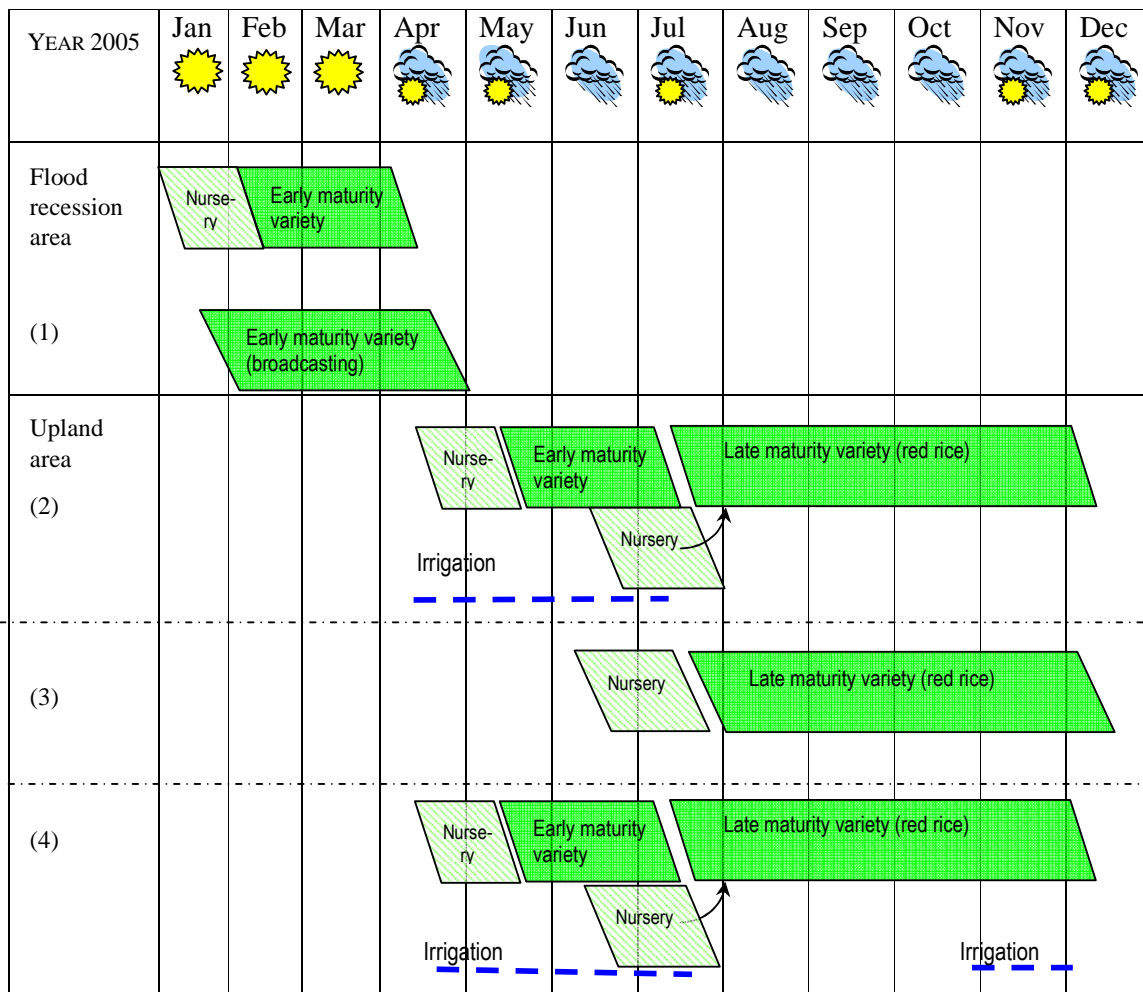 YEAR 2005 Jan Feb Mar Apr May Jun Jul Aug Sep Oct Nov Dec
Flood
recession
area
Nurse-
ry
Early maturity
variety
(1)
Early maturity variety
(broadcasting)
Upland
area
(2)
Nurse-
ry
Early maturity
variety
Late maturity variety (red rice)
Nursery
Irrigation
(3)
Nursery
Late maturity variety (red rice)
(4)
Nurse-
ry
Early maturity
variety
Late maturity variety (red rice)
Nursery
Irrigation
Irrigation